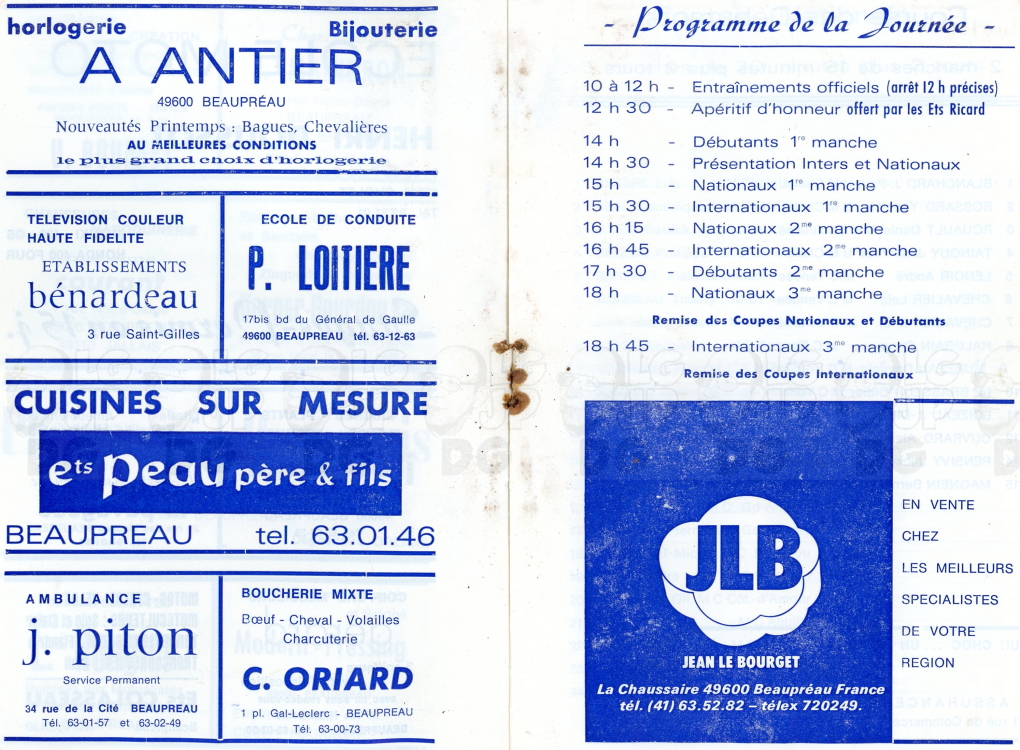 horlogerie
Bijouterie
A ANTIER
49600 BEAUPRÉAU
Nouveautés Printemps : Bagues, Chevalières
AU MEILLEURES CONDITIONS
le plus grand choix d'horlogerie
TELEVISION COULEUR
HAUTE FIDELITE
ETABLISSEMENTS
bénardeau
3 rue Saint-Gilles
ECOLE DE CONDUITE
P. LOITIERE
17bis bd du Général de Gaulle
49600 BEAUPREAU tél. 63-12-63
CUISINES SUR MESURE
ets Peau père & fils
BEAUPREAU tel. 63.01.46
AMBULANCE
j. piton
Service Permanent
34 rue de la Cité BEAUPREAU
Tél. 63-01-57 et 63-02-49
BOUCHERIE MIXTE
Bœuf - Cheval - Volailles
Charcuterie
C. ORIARD
1 pl. Gal-Leclerc - BEAUPREAU
Tél. 63-00-73
- Programme de la Journée -
10 à 12 h - Entraînements officiels (arrêt 12 h précises)
12 h 30 - Apéritif d'honneur offert par les Ets Ricard
14 h - Débutants 1re manche
14 h 30 - Présentation Inters et Nationaux
15 h - Nationaux 1re manche
15 h 30 - Internationaux 1re manche
16 h 15 - Nationaux 2me manche
16 h 45 - Internationaux 2me manche
17 h 30 - Débutants 2me manche
18 h - Nationaux 3me manche
Remise des Coupes Nationaux et Débutants
18 h 45 - Internationaux 3me manche
Remise des Coupes Internationaux
JLB
JEAN LE BOURGET
La Chaussaire 49600 Beaupréau France
tél. (41) 63.52.82 – télex 720249.
EN VENTE
CHEZ
LES MEILLEURS
SPECIALISTES
DE VOTRE
REGION